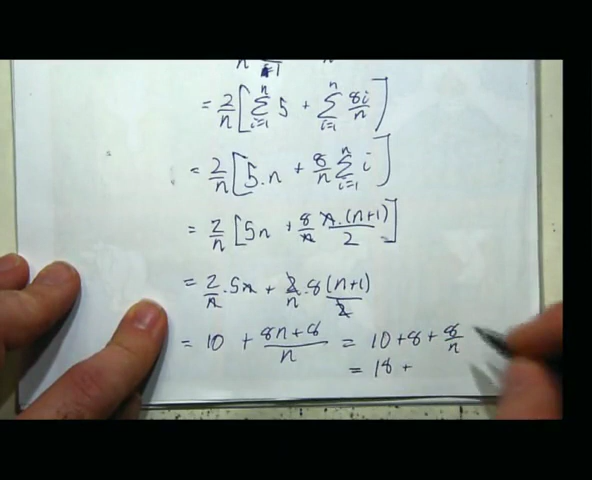 = 2/n [ Σ_{i=1}^{n} 5 + Σ_{i=1}^{n} 8i/n ]
= 2/n [ 5.n + 8/n Σ_{i=1}^{n} i ]
= 2/n [ 5n + 8/n n.(n+1)/2 ]
= 2/n . 5n + 2/n . 8 (n+1)/2
= 10 + 8n+8/n = 10+8+ 8/n
= 18 +